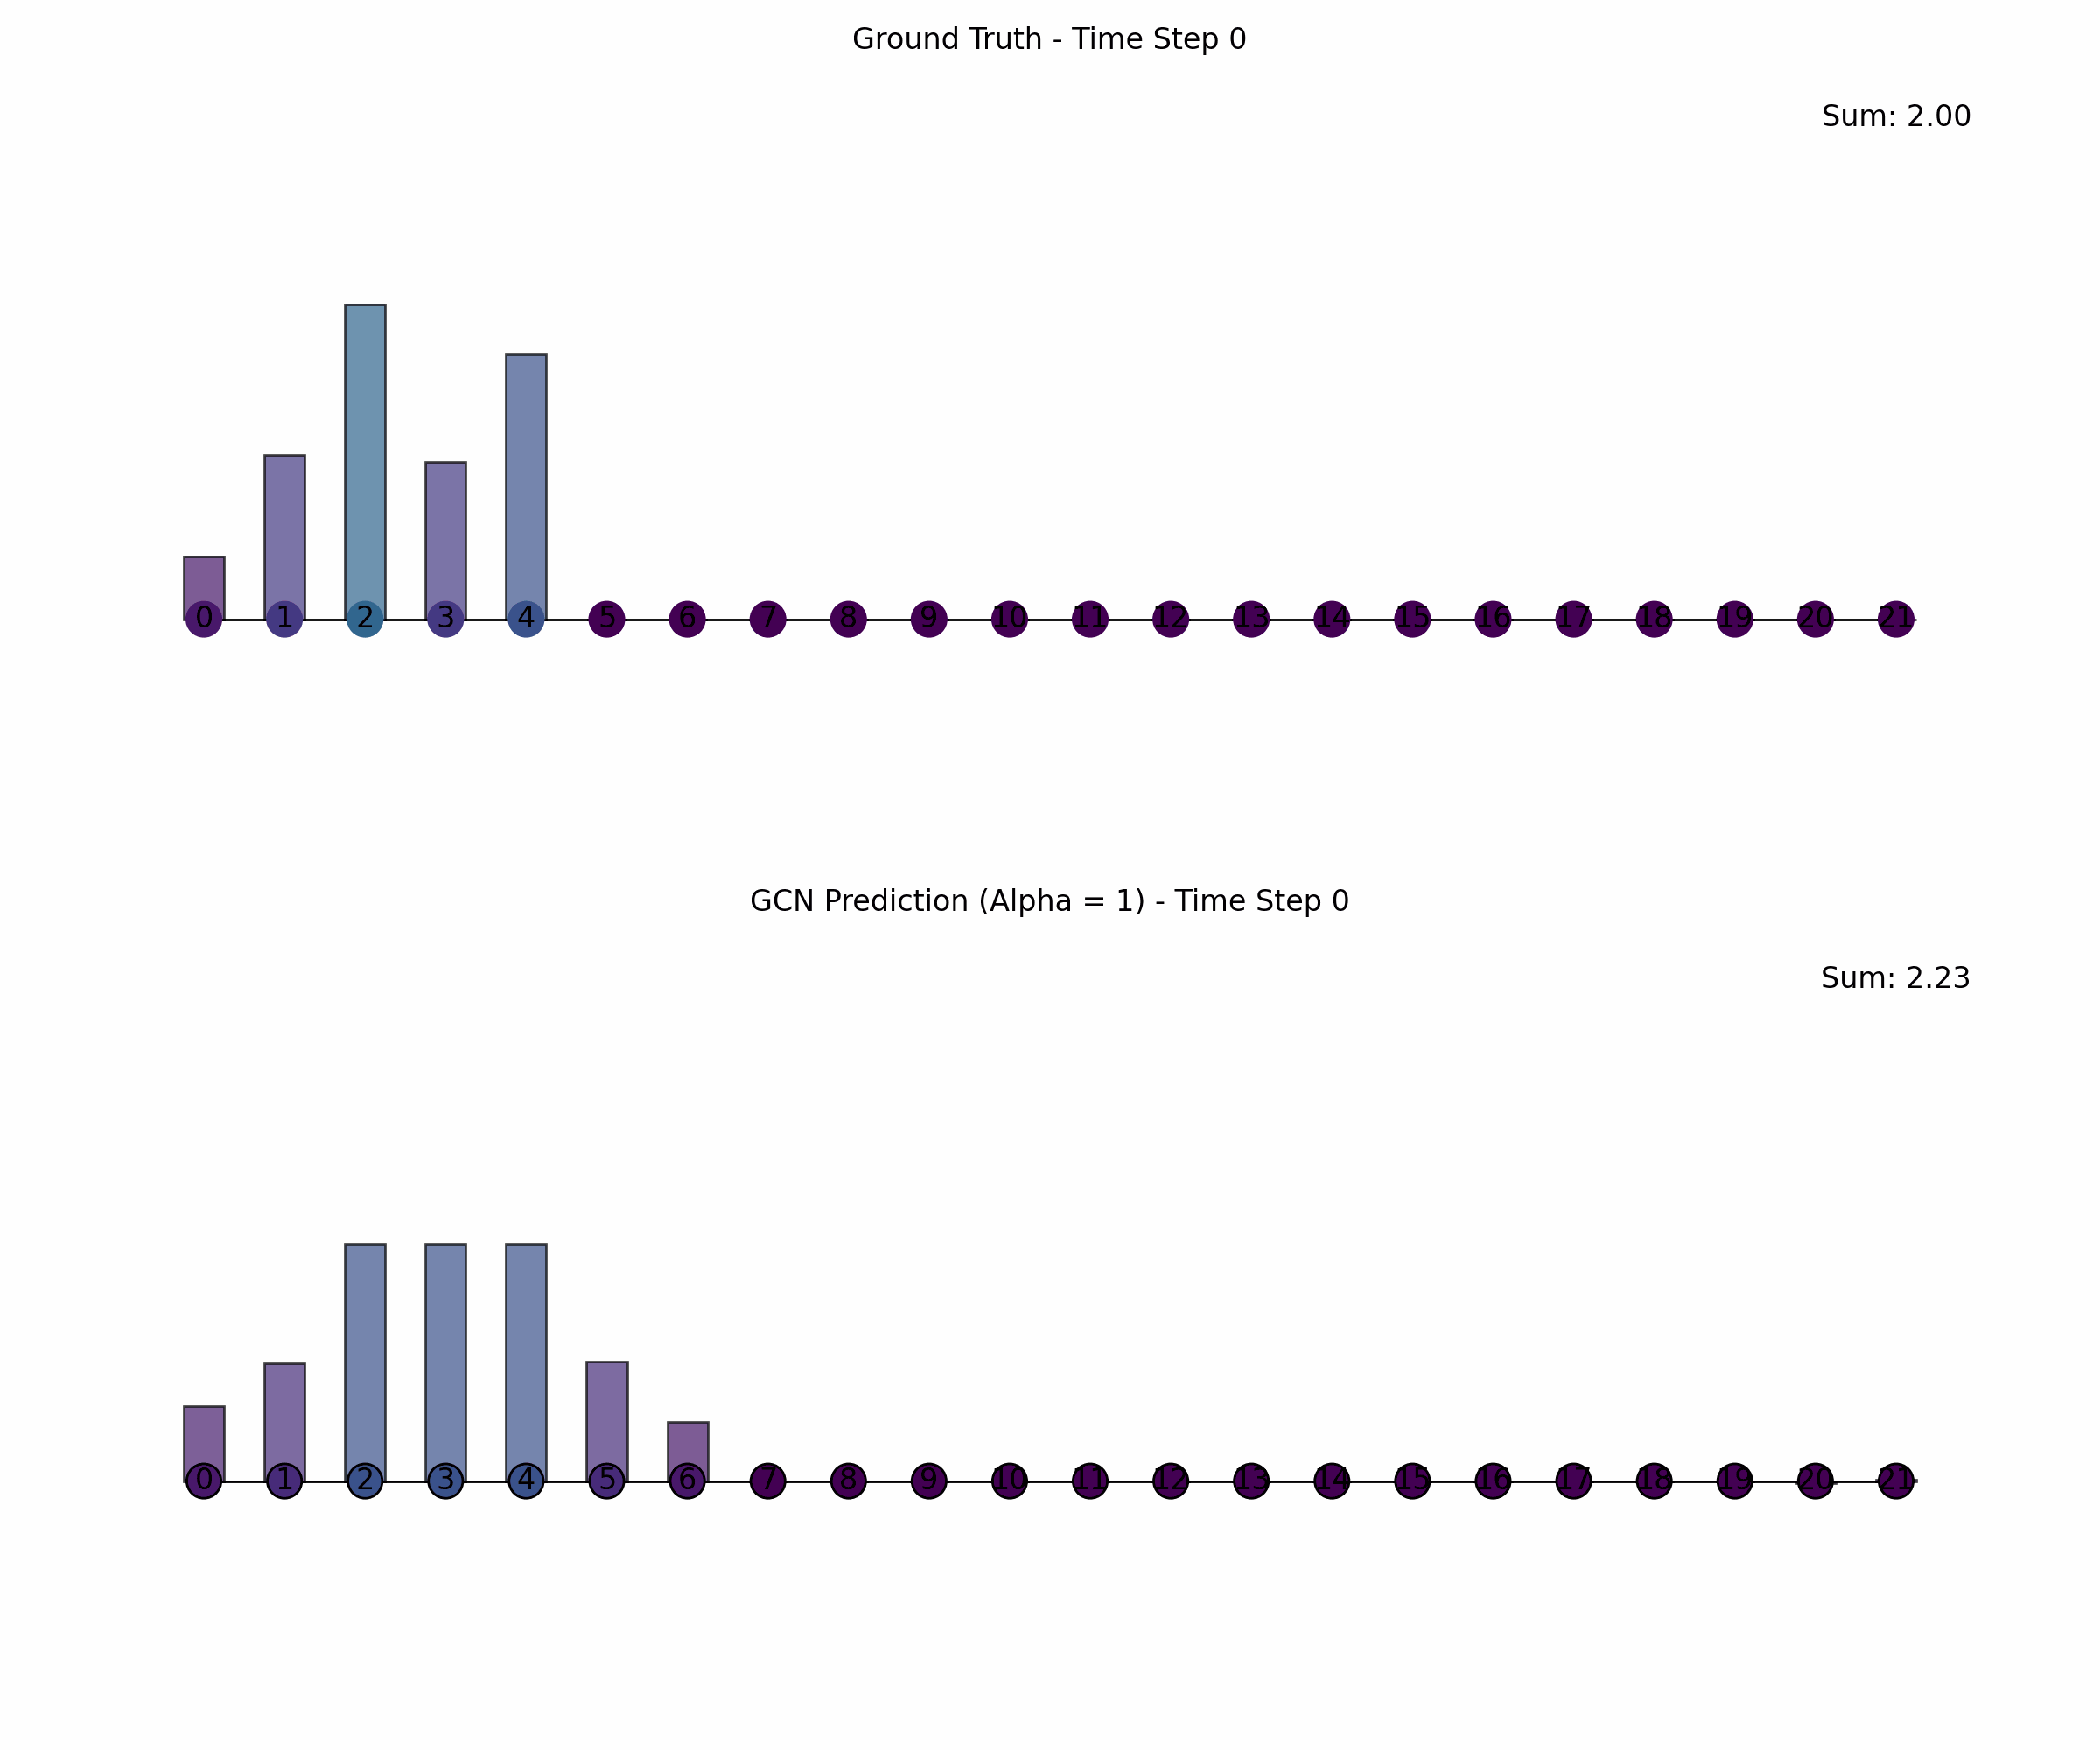 Ground Truth - Time Step 0
Sum: 2.00
0 1 2 3 4 5 6 7 8 9 10 11 12 13 14 15 16 17 18 19 20 21
GCN Prediction (Alpha = 1) - Time Step 0
Sum: 2.23
0 1 2 3 4 5 6 7 8 9 10 11 12 13 14 15 16 17 18 19 20 21